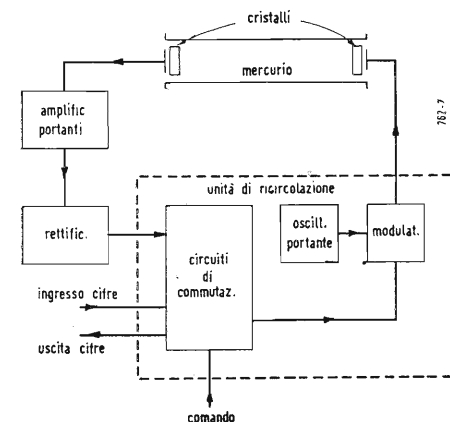 cristalli
mercurio
amplific
portanti
762-7
unità di ricircolazione
rettific.
circuiti
di
commutaz.
oscill.
portante
modulat.
ingresso cifre
uscita cifre
comando